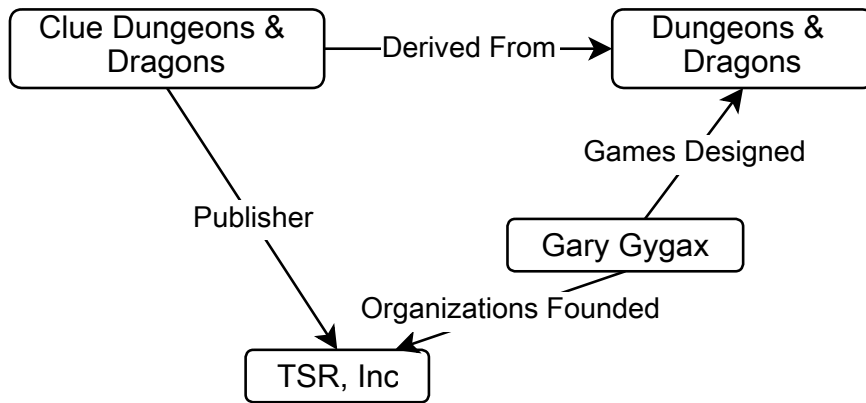 Clue Dungeons &
Dragons
Derived From
Dungeons &
Dragons
Games Designed
Publisher
Gary Gygax
Organizations Founded
TSR, Inc